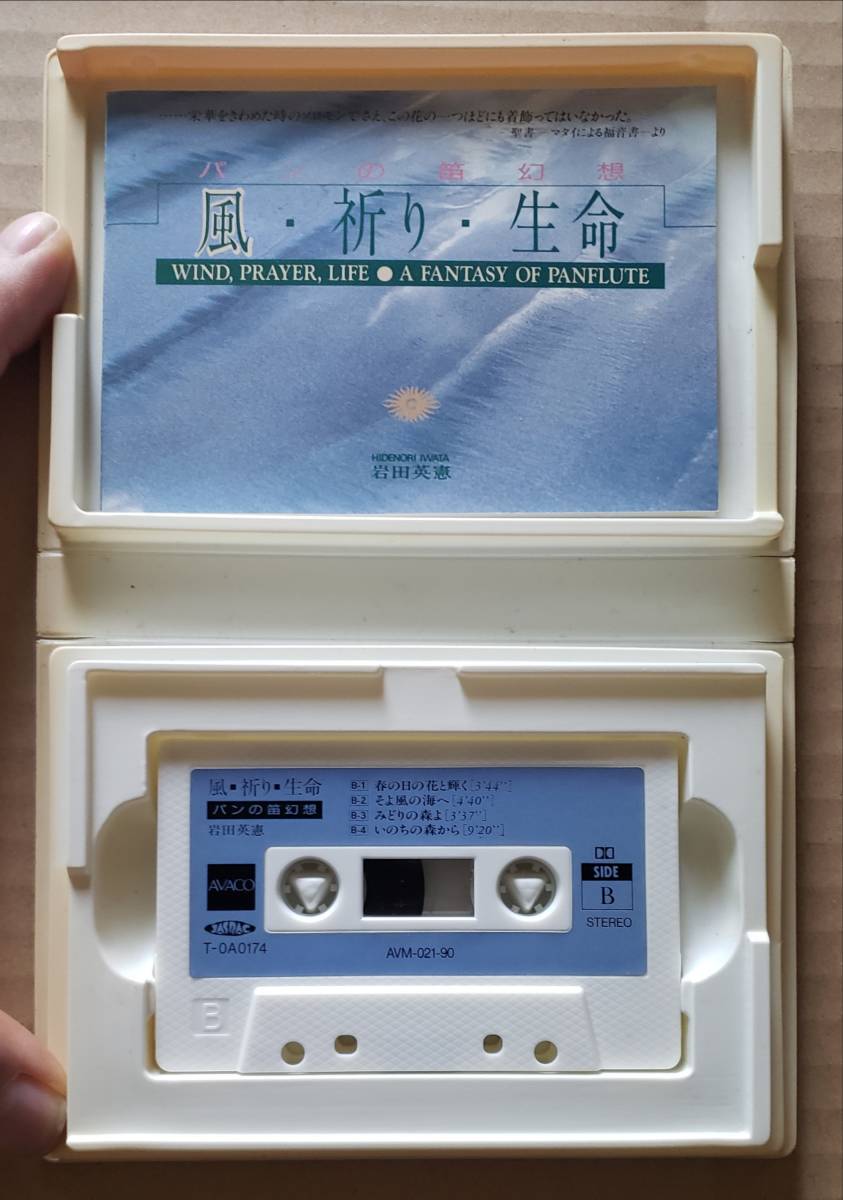 ……栄華をきわめた時のソロモンでさえ、この花の一つほどにも着飾ってはいなかった。
聖書―マタイによる福音書―より
パンの笛幻想
風・祈り・生命
WIND, PRAYER, LIFE ● A FANTASY OF PANFLUTE
HIDENORI IWATA
岩田英憲
風・祈り・生命
パンの笛幻想
岩田英憲
B-1 春の日の花と輝く[3'44"]
B-2 そよ風の海へ[4'40"]
B-3 みどりの森よ[3'37"]
B-4 いのちの森から[9'20"]
AVACO
JASRAC
T-0A0174
AVM-021-90
SIDE
B
STEREO
B